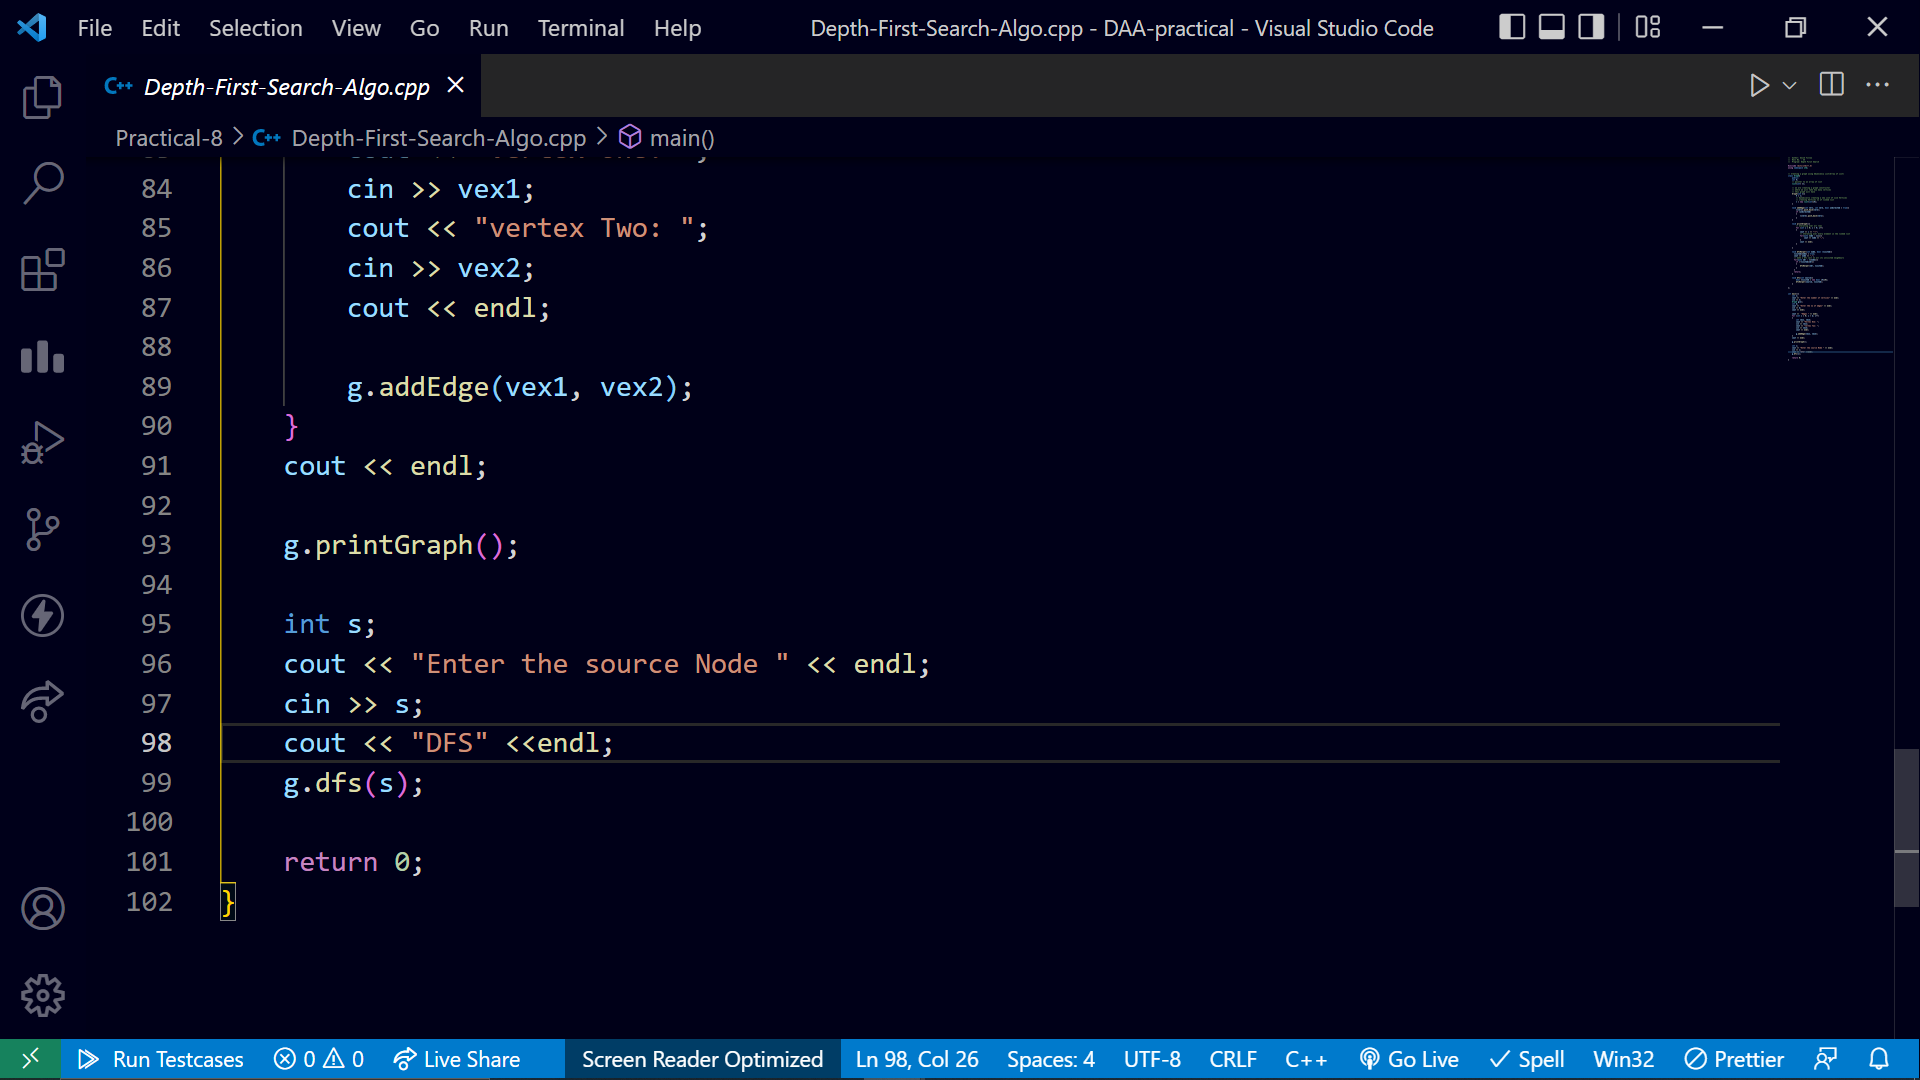 File Edit Selection View Go Run Terminal Help Depth-First-Search-Algo.cpp - DAA-practical - Visual Studio Code
C++ Depth-First-Search-Algo.cpp
Practical-8 > C++ Depth-First-Search-Algo.cpp > main()
84 cin >> vex1;
85 cout << "vertex Two: ";
86 cin >> vex2;
87 cout << endl;
88
89 g.addEdge(vex1, vex2);
90 }
91 cout << endl;
92
93 g.printGraph();
94
95 int s;
96 cout << "Enter the source Node " << endl;
97 cin >> s;
98 cout << "DFS" <<endl;
99 g.dfs(s);
100
101 return 0;
102 }
Run Testcases 0 0 Live Share Screen Reader Optimized Ln 98, Col 26 Spaces: 4 UTF-8 CRLF C++ Go Live Spell Win32 Prettier